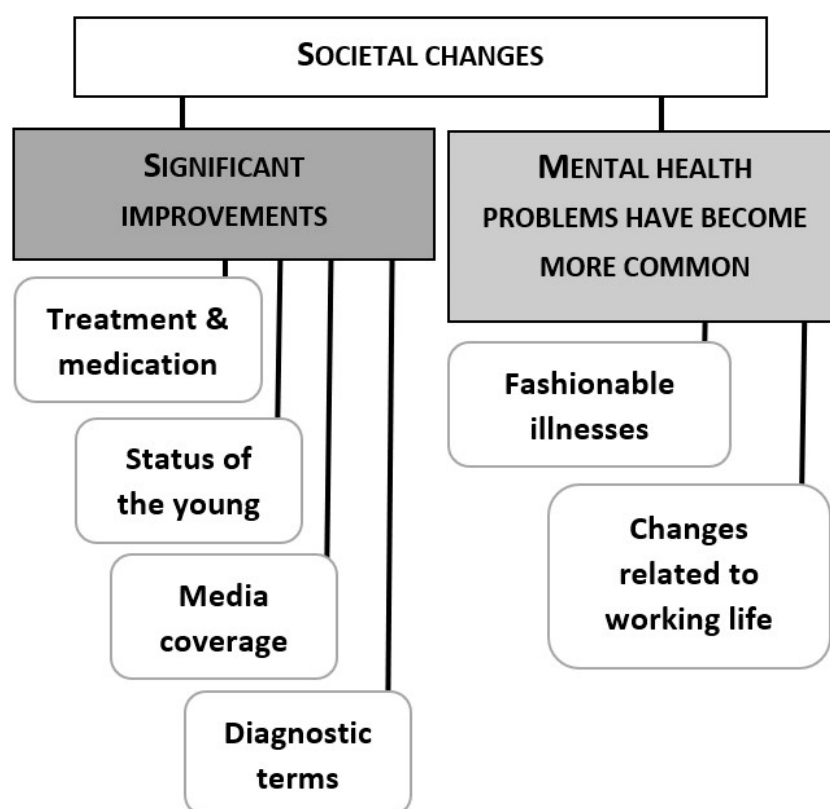 SOCIETAL CHANGES
SIGNIFICANT
IMPROVEMENTS
Treatment &
medication
Status of
the young
Media
coverage
Diagnostic
terms
MENTAL HEALTH
PROBLEMS HAVE BECOME
MORE COMMON
Fashionable
illnesses
Changes
related to
working life